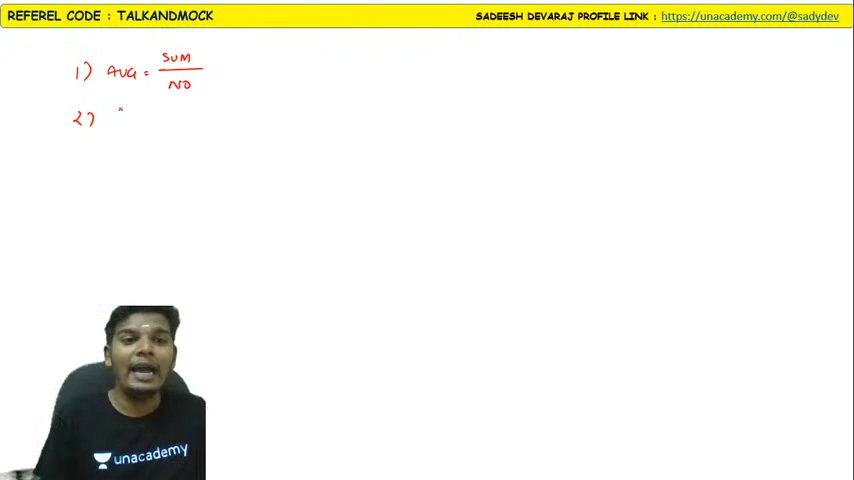 REFEREL CODE : TALKANDMOCK
SADEESH DEVARAJ PROFILE LINK : https://unacademy.com/@sadydev
1) AVG = SUM / NO
2)
unacademy